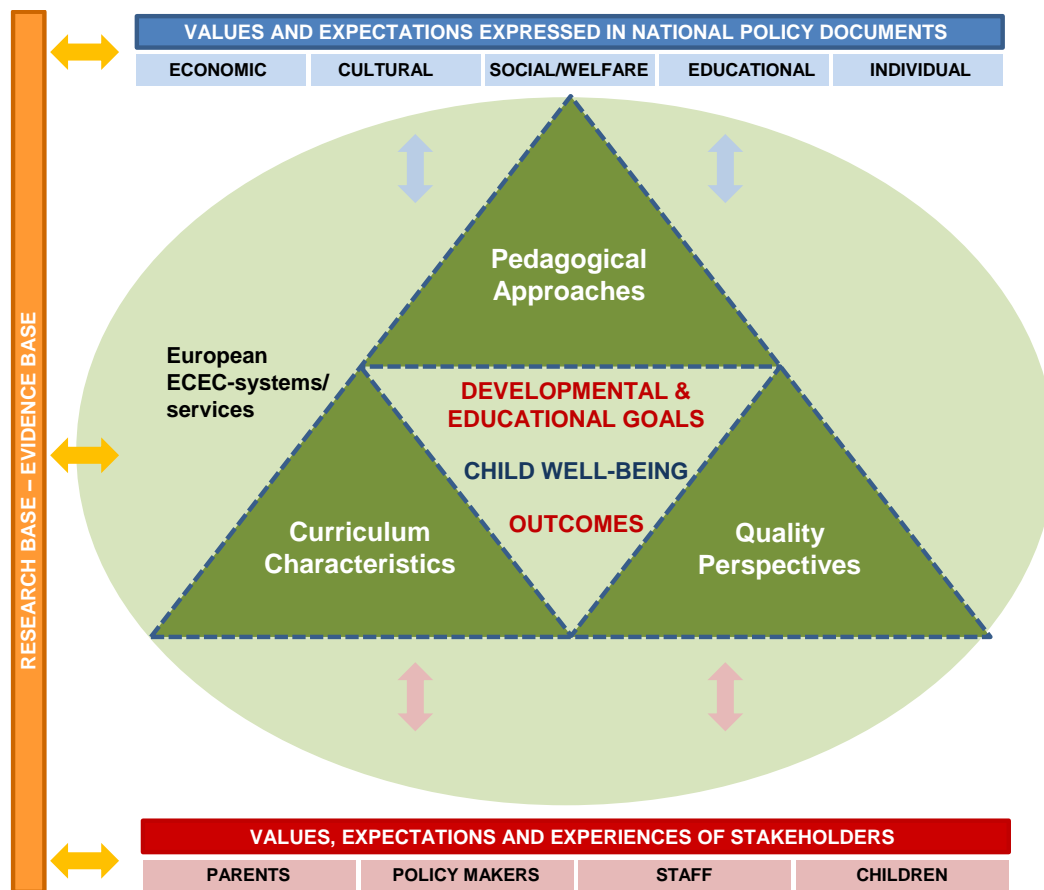 VALUES AND EXPECTATIONS EXPRESSED IN NATIONAL POLICY DOCUMENTS
ECONOMIC
CULTURAL
SOCIAL/WELFARE
EDUCATIONAL
INDIVIDUAL
RESEARCH BASE – EVIDENCE BASE
Pedagogical
Approaches
European
ECEC-systems/
services
DEVELOPMENTAL &
EDUCATIONAL GOALS
CHILD WELL-BEING
OUTCOMES
Curriculum
Characteristics
Quality
Perspectives
VALUES, EXPECTATIONS AND EXPERIENCES OF STAKEHOLDERS
PARENTS
POLICY MAKERS
STAFF
CHILDREN